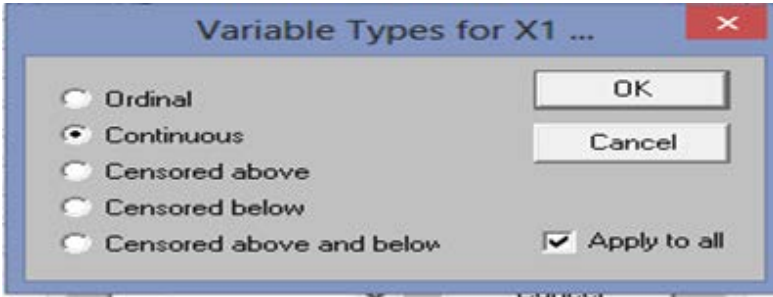 Variable Types for X1 ...
Ordinal
Continuous
Censored above
Censored below
Censored above and below
OK
Cancel
Apply to all